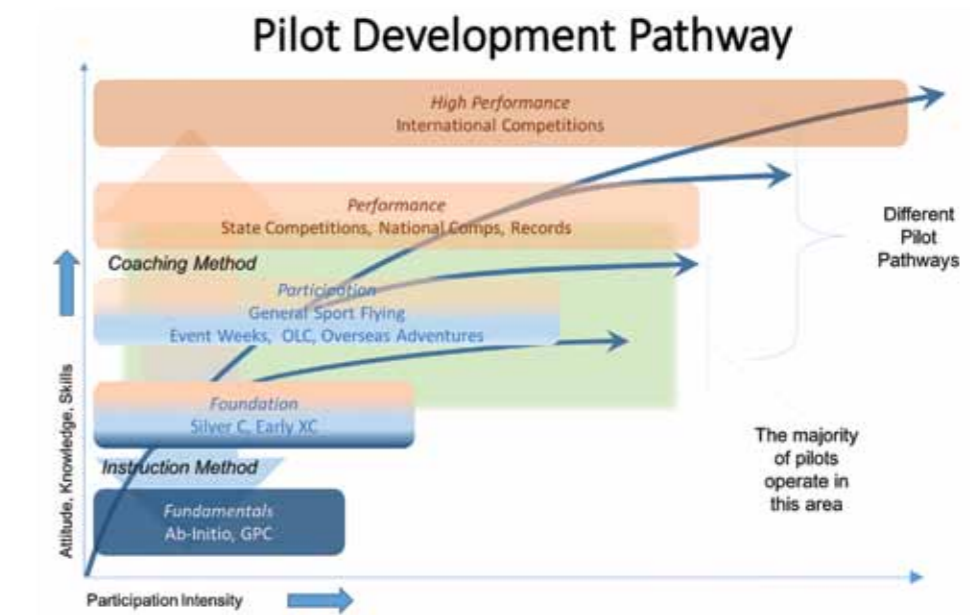 Pilot Development Pathway
High Performance
International Competitions
Performance
State Competitions, National Comps, Records
Different
Pilot
Pathways
Coaching Method
Participation
General Sport Flying
Event Weeks, OLC, Overseas Adventures
Attitude, Knowledge, Skills
Foundation
Silver C, Early XC
The majority
of pilots
operate in
this area
Instruction Method
Fundamentals
Ab-Initio, GPC
Participation Intensity